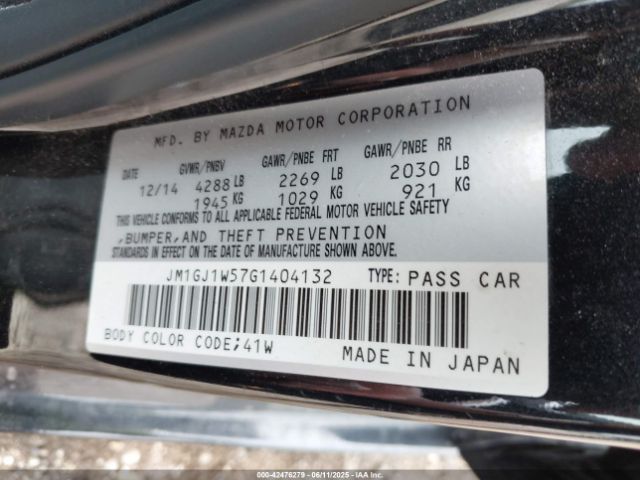 MFD. BY MAZDA MOTOR CORPORATION
DATE GVWR/PNBV GAWR/PNBE FRT GAWR/PNBE RR
12/14 4288 LB 2269 LB 2030 LB
1945 KG 1029 KG 921 KG
THIS VEHICLE CONFORMS TO ALL APPLICABLE FEDERAL MOTOR VEHICLE SAFETY
,BUMPER,AND THEFT PREVENTION
STANDARDS IN EFFECT ON THE DATE OF MANUFACTURE SHOWN ABOVE.
JM1GJ1W57G1404132 TYPE: PASS CAR
BODY COLOR CODE;41W MADE IN JAPAN
000-42476279 - 06/11/2025 - IAAI.COM